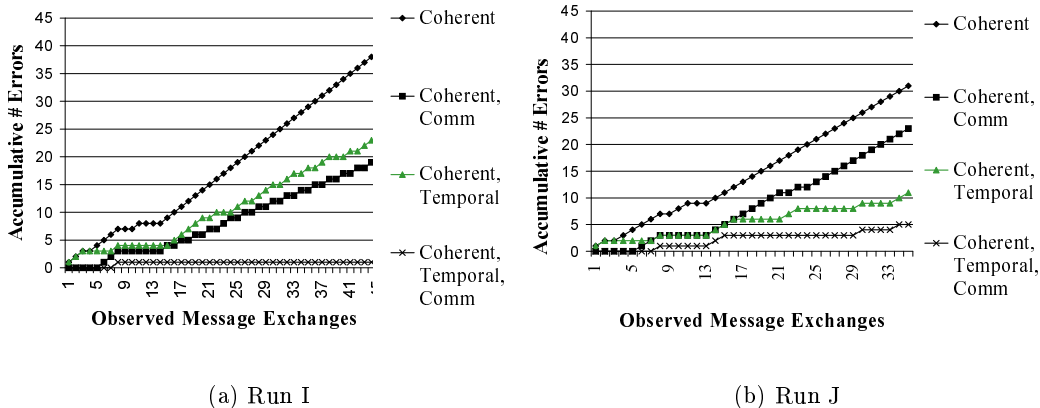 45
40
35
30
25
20
15
10
5
0
Accumulative # Errors
1 5 9 13 17 21 25 29 33 37 41
Observed Message Exchanges
Coherent
Coherent,
Comm
Coherent,
Temporal
Coherent,
Temporal,
Comm
(a) Run I
45
40
35
30
25
20
15
10
5
0
Accumulative # Errors
1 5 9 13 17 21 25 29 33
Observed Message Exchanges
Coherent
Coherent,
Comm
Coherent,
Temporal
Coherent,
Temporal,
Comm
(b) Run J